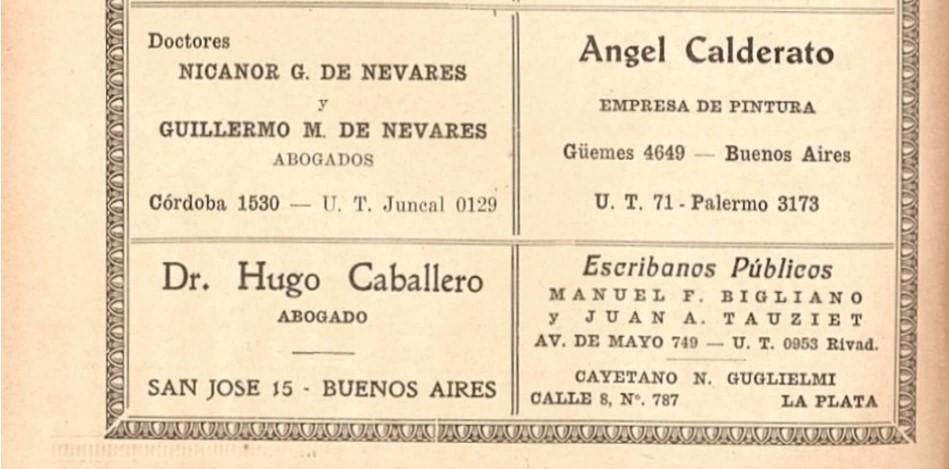 Doctores
NICANOR G. DE NEVARES
y
GUILLERMO M. DE NEVARES
ABOGADOS
Córdoba 1530 — U. T. Juncal 0129
Angel Calderato
EMPRESA DE PINTURA
Güemes 4649 — Buenos Aires
U. T. 71 - Palermo 3173
Dr. Hugo Caballero
ABOGADO
SAN JOSE 15 - BUENOS AIRES
Escribanos Públicos
MANUEL F. BIGLIANO
y JUAN A. TAUZIET
AV. DE MAYO 749 — U. T. 0953 Rivad.
CAYETANO N. GUGLIELMI
CALLE 8, Nº. 787 LA PLATA